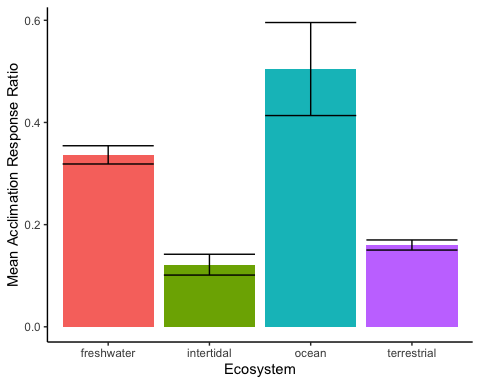 Mean Acclimation Response Ratio
0.6
0.4
0.2
0.0
freshwater intertidal ocean terrestrial
Ecosystem